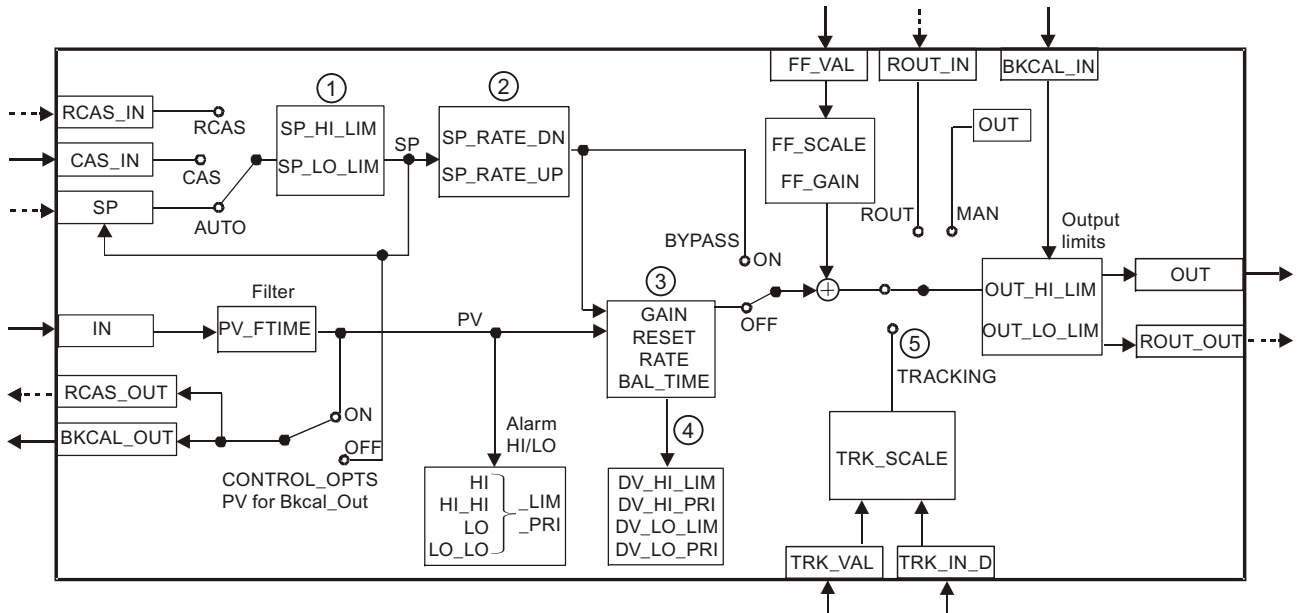 FF_VAL
ROUT_IN
BKCAL_IN
RCAS_IN
RCAS
CAS_IN
CAS
SP
AUTO
1
SP_HI_LIM
SP_LO_LIM
SP
2
SP_RATE_DN
SP_RATE_UP
FF_SCALE
FF_GAIN
OUT
ROUT
MAN
BYPASS
ON
OFF
Output
limits
OUT_HI_LIM
OUT_LO_LIM
OUT
ROUT_OUT
IN
Filter
PV_FTIME
PV
3
GAIN
RESET
RATE
BAL_TIME
5
TRACKING
RCAS_OUT
BKCAL_OUT
ON
OFF
CONTROL_OPTS
PV for Bkcal_Out
Alarm
HI/LO
HI
HI_HI
LO
LO_LO
_LIM
_PRI
4
DV_HI_LIM
DV_HI_PRI
DV_LO_LIM
DV_LO_PRI
TRK_SCALE
TRK_VAL
TRK_IN_D